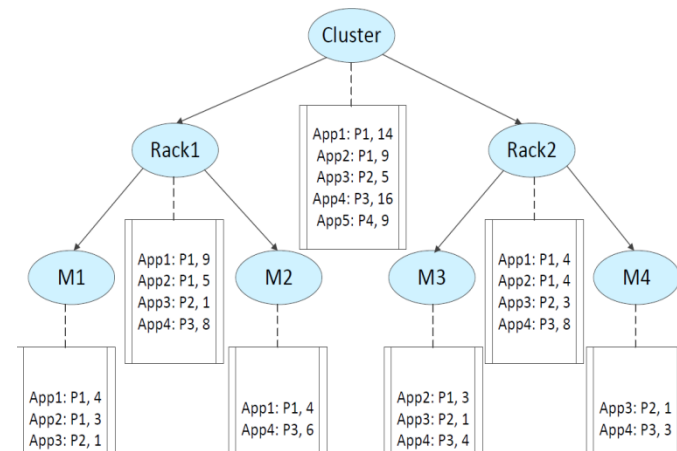 Cluster
App1: P1, 14
App2: P1, 9
App3: P2, 5
App4: P3, 16
App5: P4, 9
Rack1
Rack2
App1: P1, 9
App2: P1, 5
App3: P2, 1
App4: P3, 8
App1: P1, 4
App2: P1, 4
App3: P2, 3
App4: P3, 8
M1
M2
M3
M4
App1: P1, 4
App2: P1, 3
App3: P2, 1
App1: P1, 4
App4: P3, 6
App2: P1, 3
App3: P2, 1
App4: P3, 4
App3: P2, 1
App4: P3, 3